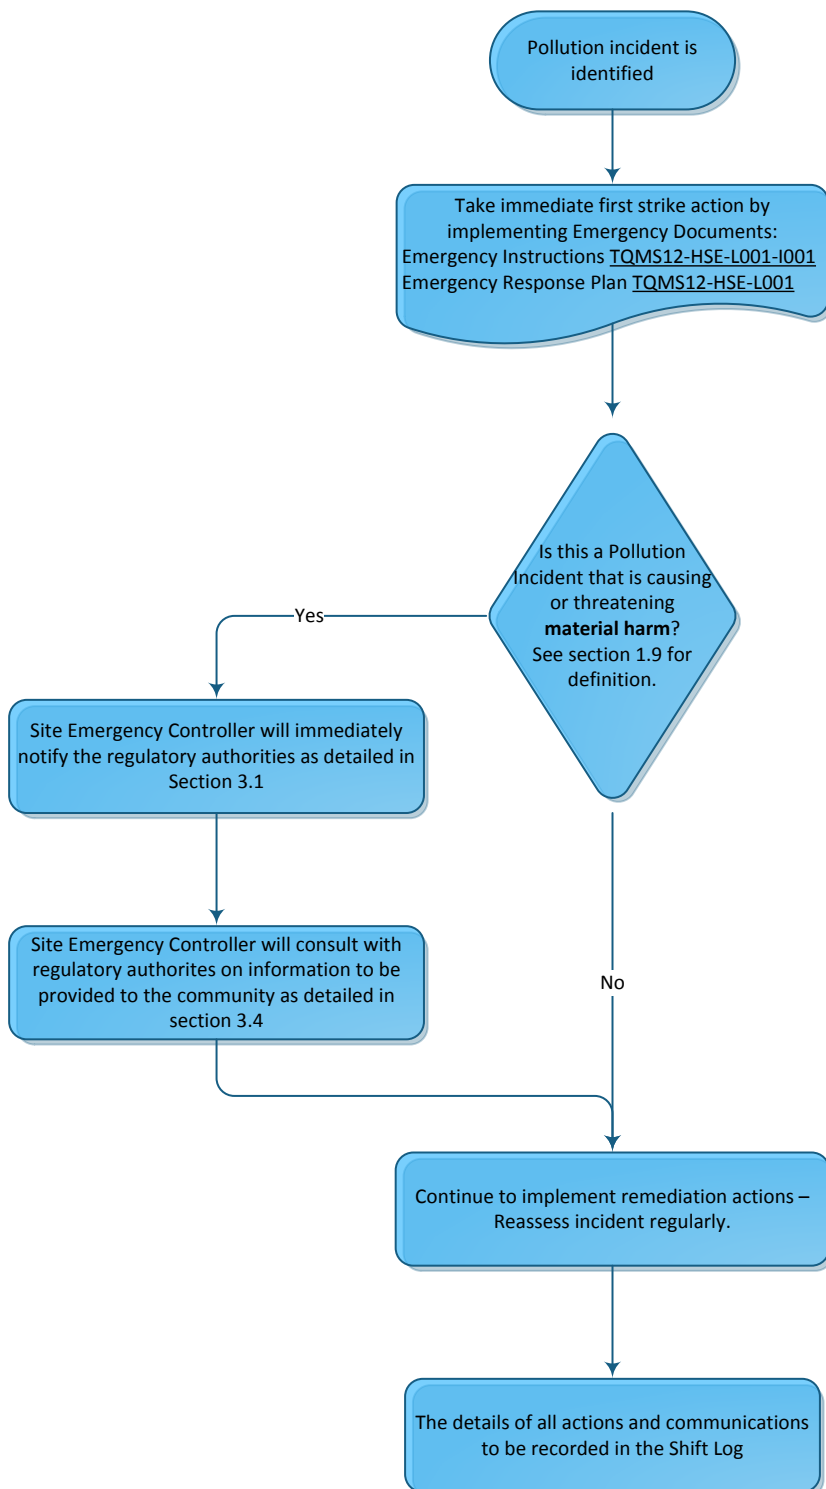 Pollution incident is
identified
Take immediate first strike action by
implementing Emergency Documents:
Emergency Instructions TQMS12-HSE-L001-I001
Emergency Response Plan TQMS12-HSE-L001
Is this a Pollution
Incident that is causing
or threatening
material harm?
See section 1.9 for
definition.
Yes
Site Emergency Controller will immediately
notify the regulatory authorities as detailed in
Section 3.1
Site Emergency Controller will consult with
regulatory authorites on information to be
provided to the community as detailed in
section 3.4
No
Continue to implement remediation actions –
Reassess incident regularly.
The details of all actions and communications
to be recorded in the Shift Log